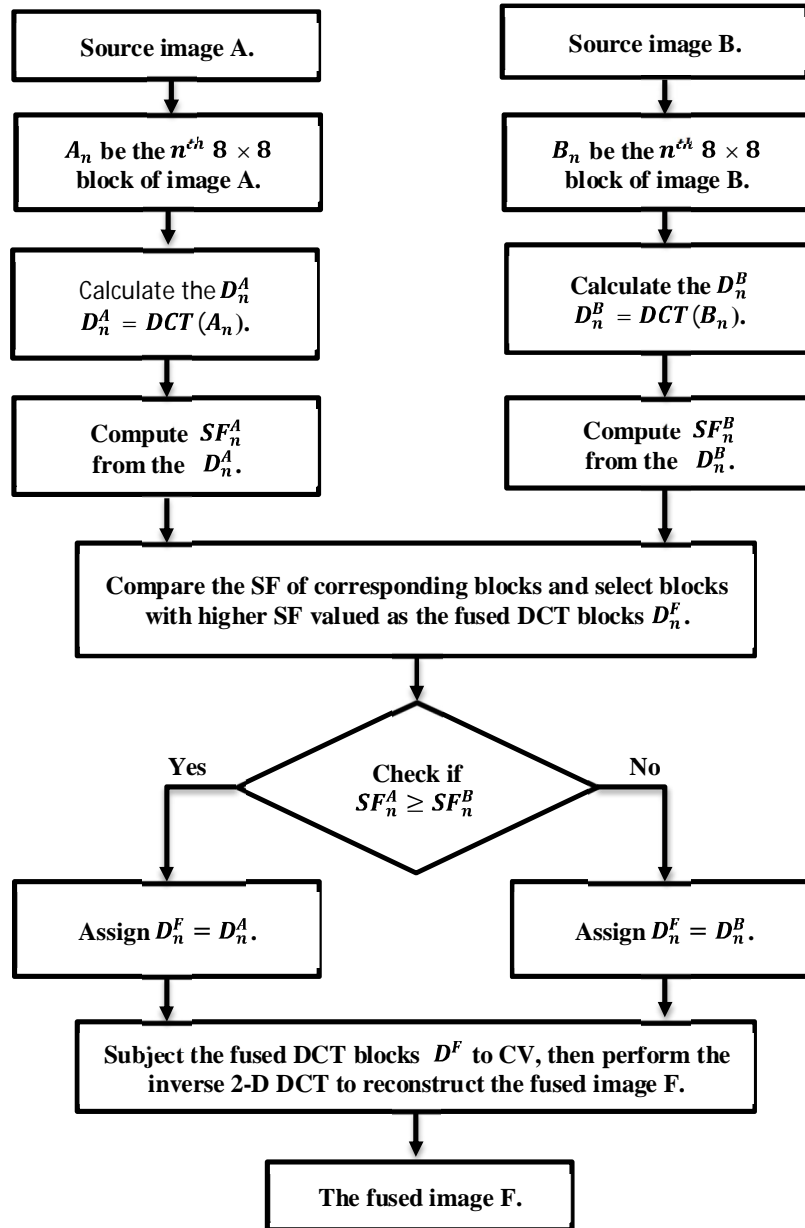 Source image A.
Source image B.
A_n be the n^th 8 × 8
block of image A.
B_n be the n^th 8 × 8
block of image B.
Calculate the D_n^A
D_n^A = DCT(A_n).
Calculate the D_n^B
D_n^B = DCT(B_n).
Compute SF_n^A
from the D_n^A.
Compute SF_n^B
from the D_n^B.
Compare the SF of corresponding blocks and select blocks
with higher SF valued as the fused DCT blocks D_n^F.
Yes
Check if
SF_n^A ≥ SF_n^B
No
Assign D_n^F = D_n^A.
Assign D_n^F = D_n^B.
Subject the fused DCT blocks D^F to CV, then perform the
inverse 2-D DCT to reconstruct the fused image F.
The fused image F.